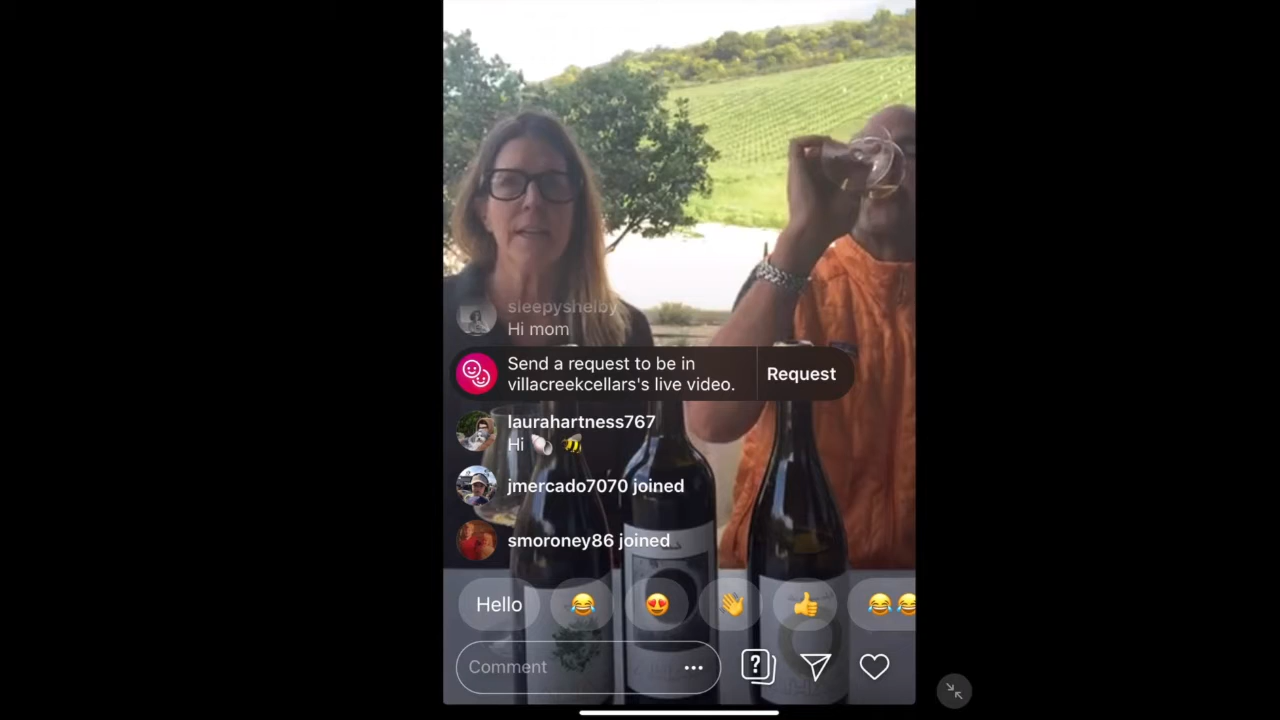 sleepyshelby
Hi mom
Send a request to be in
villacreekcellars's live video.
Request
laurahartness767
Hi 🐚 🐝
jmercado7070 joined
smoroney86 joined
Hello 😂 😍 👋 👍 😂😂
Comment